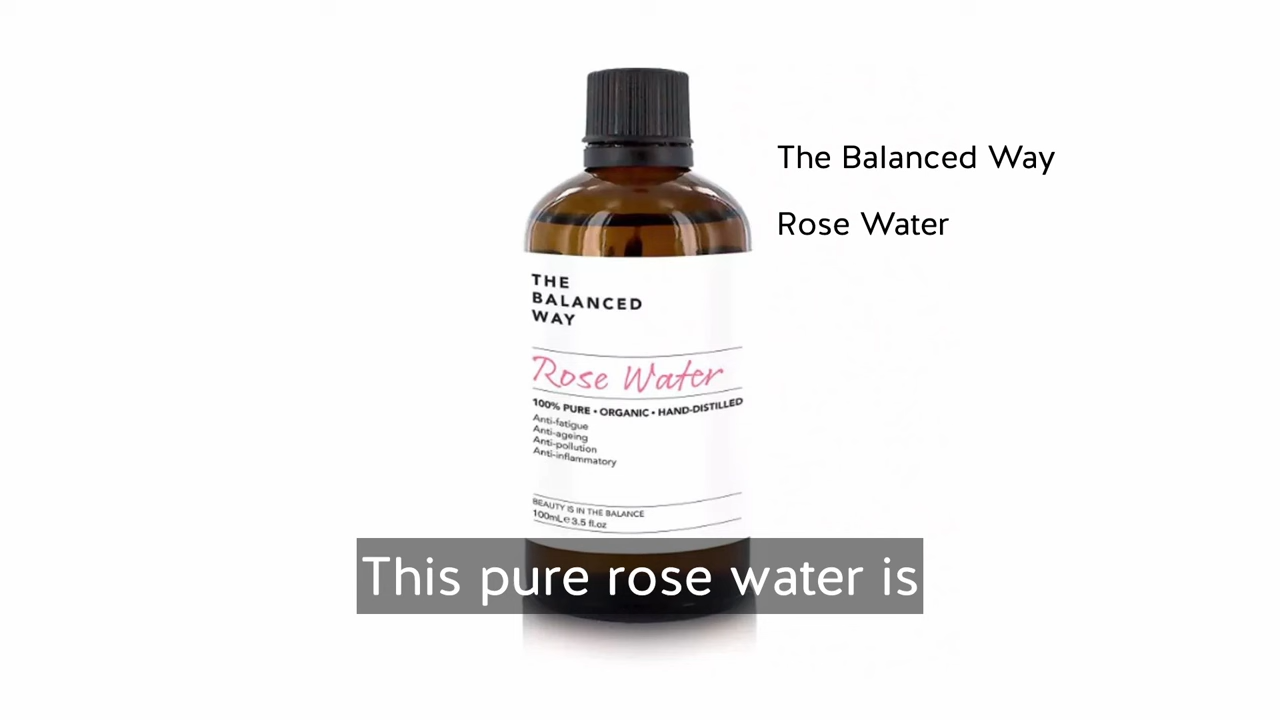 The Balanced Way
Rose Water
THE
BALANCED
WAY
Rose Water
100% PURE • ORGANIC • HAND-DISTILLED
Anti-fatigue
Anti-ageing
Anti-pollution
Anti-inflammatory
BEAUTY IS IN THE BALANCE
100mL e 3.5 fl.oz
This pure rose water is